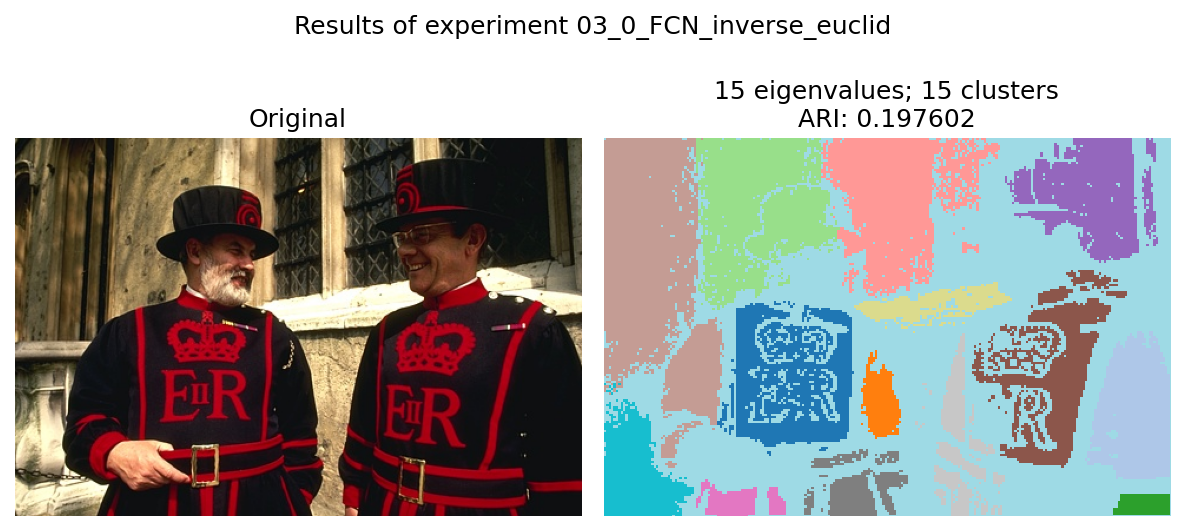 Results of experiment 03_0_FCN_inverse_euclid
Original
15 eigenvalues; 15 clusters
ARI: 0.197602
EIIR
EIIR